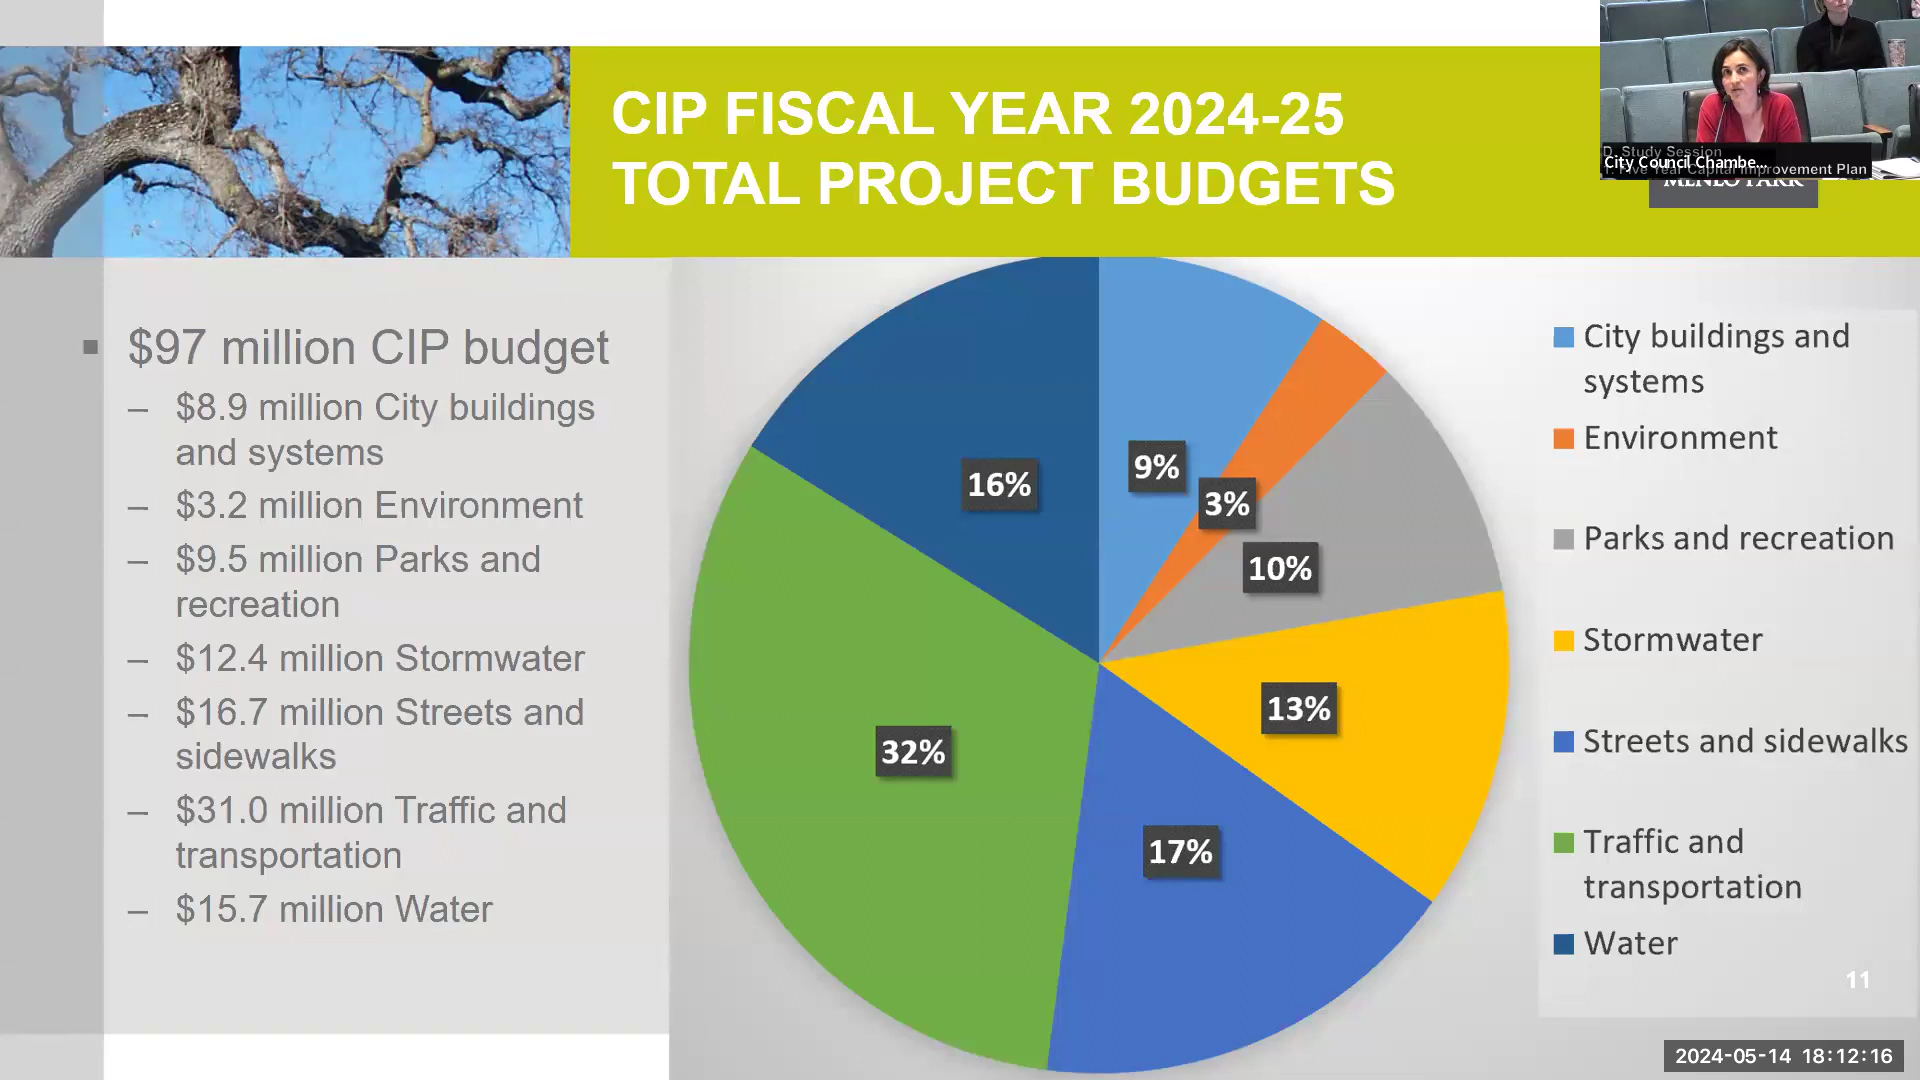 CIP FISCAL YEAR 2024-25
TOTAL PROJECT BUDGETS
D. Study Session
City Council Chambe...
Improvement Plan
MENLO PARK
$97 million CIP budget
– $8.9 million City buildings
and systems
– $3.2 million Environment
– $9.5 million Parks and
recreation
– $12.4 million Stormwater
– $16.7 million Streets and
sidewalks
– $31.0 million Traffic and
transportation
– $15.7 million Water
16%
9%
3%
10%
13%
17%
32%
City buildings and
systems
Environment
Parks and recreation
Stormwater
Streets and sidewalks
Traffic and
transportation
Water
11
2024-05-14 18:12:16